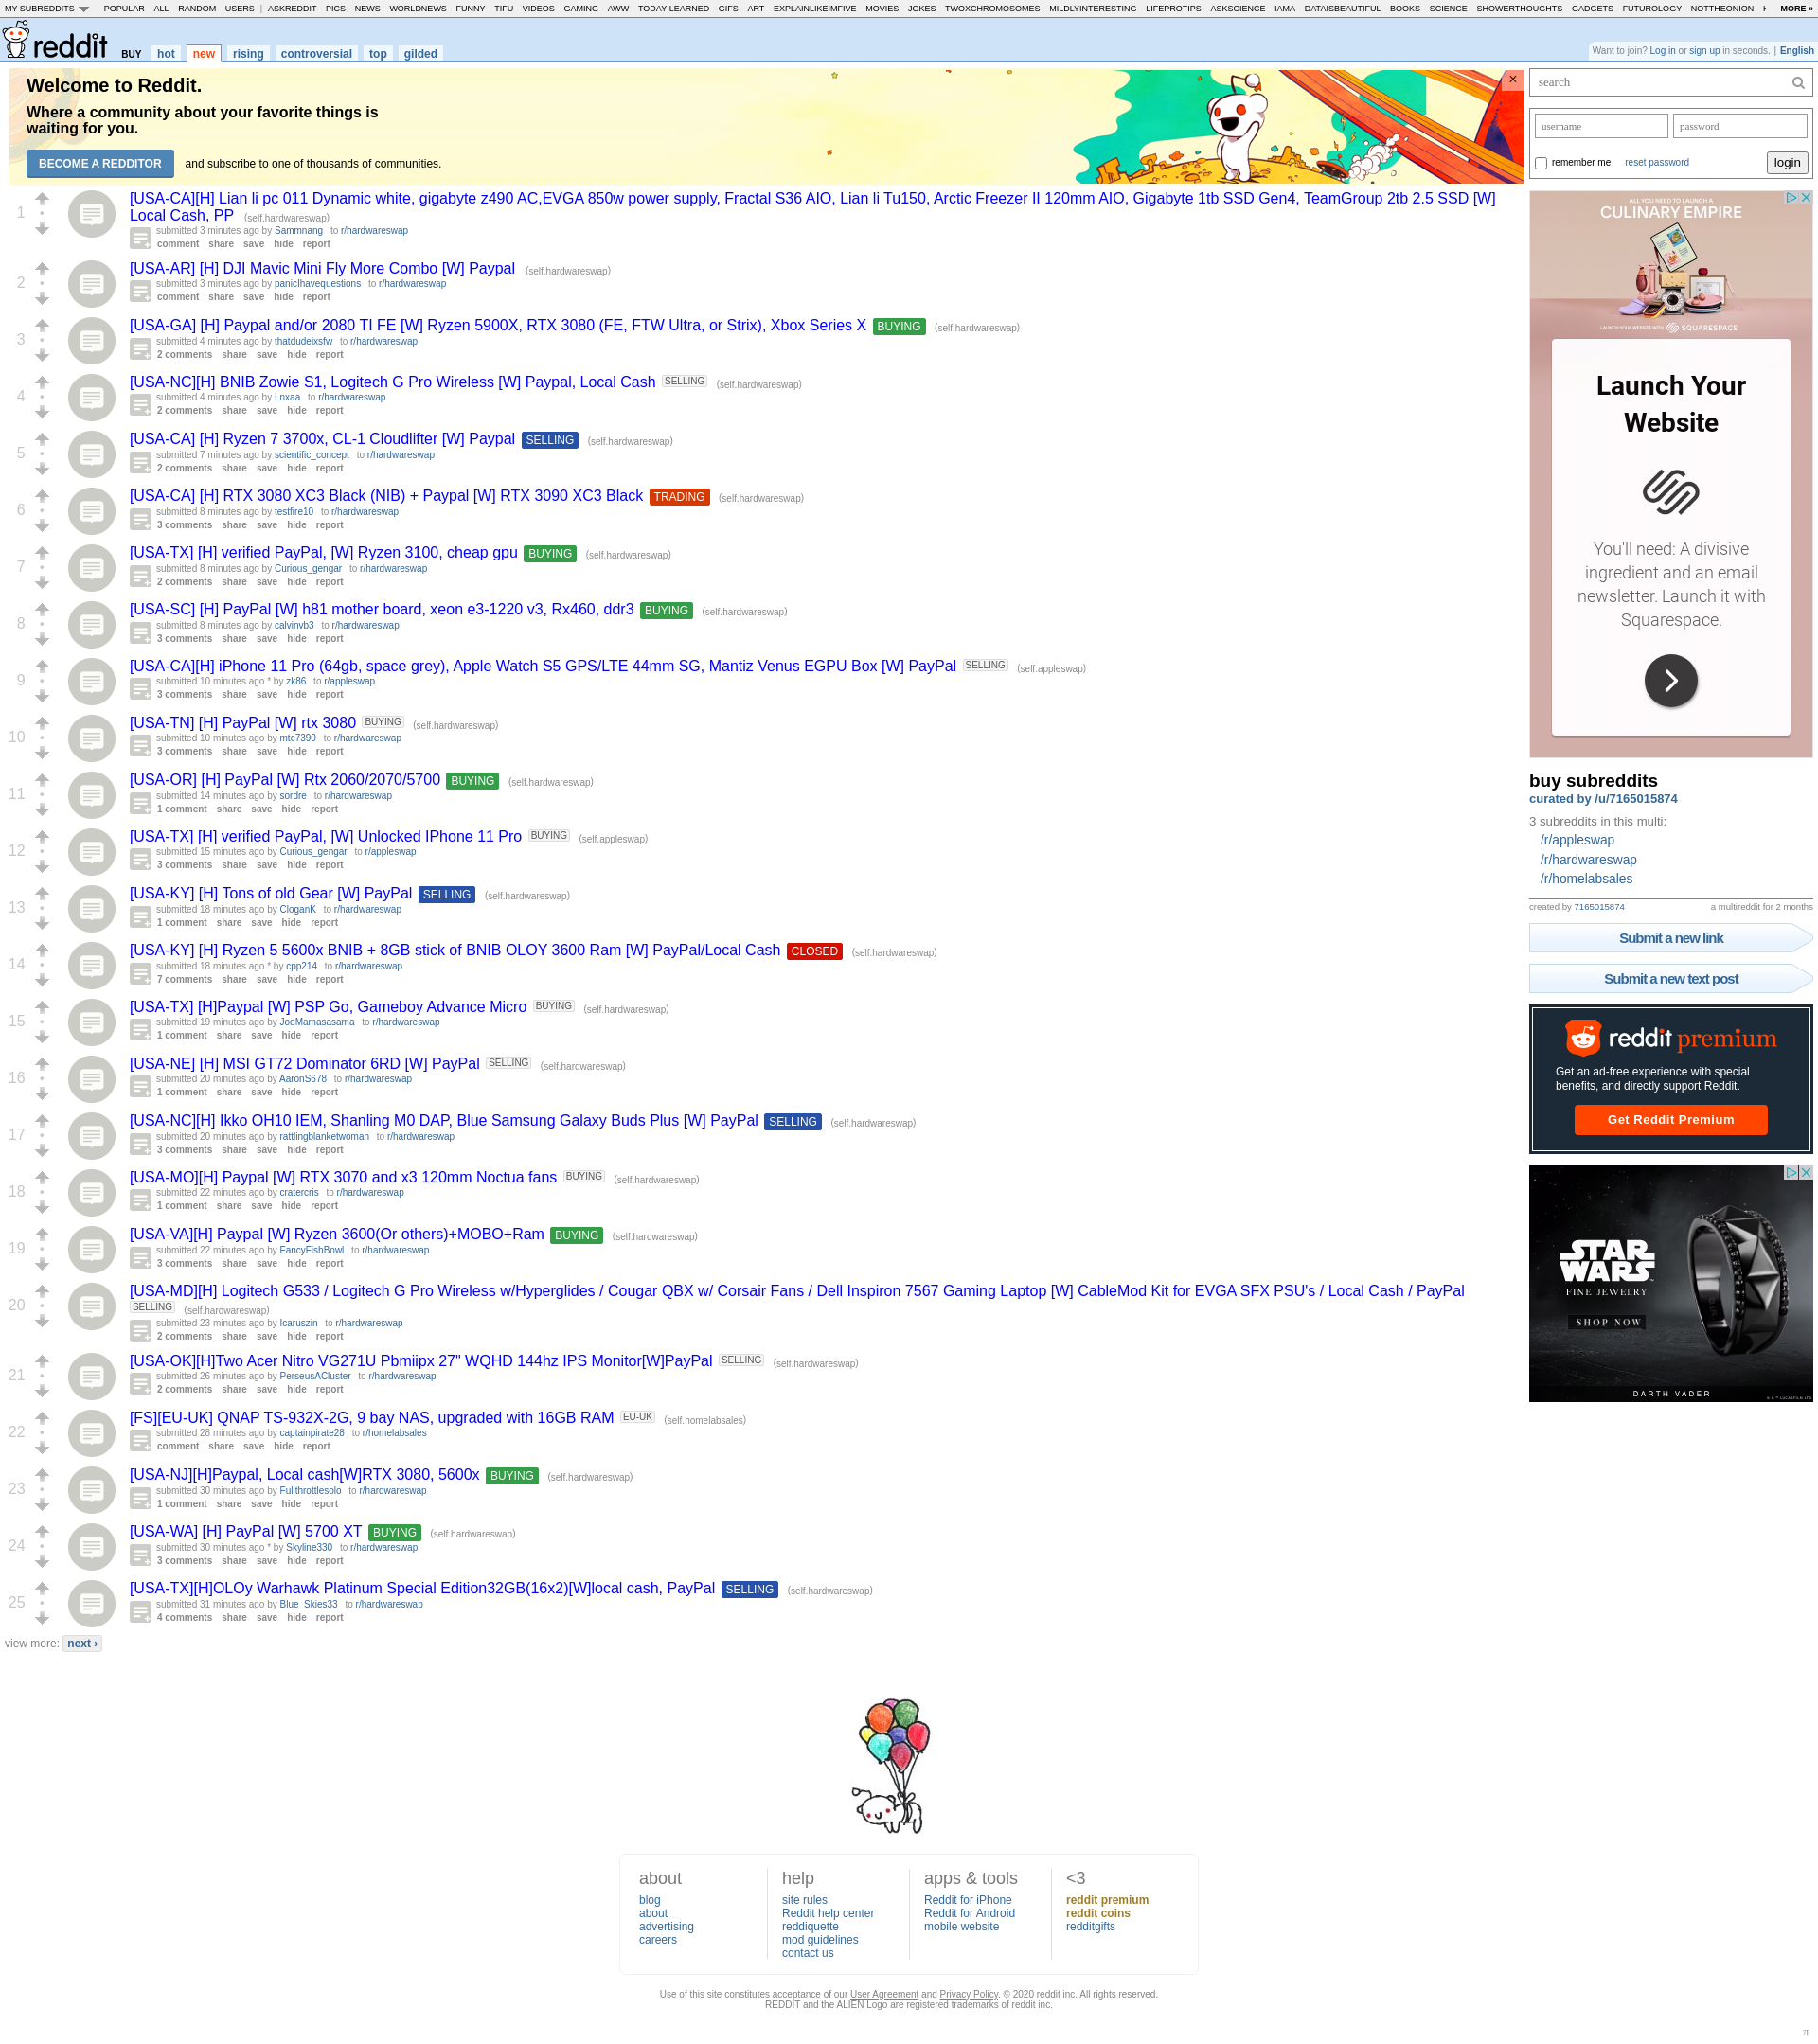 MY SUBREDDITS POPULAR - ALL - RANDOM - USERS | ASKREDDIT - PICS - NEWS - WORLDNEWS - FUNNY - TIFU - VIDEOS - GAMING - AWW - TODAYILEARNED - GIFS - ART - EXPLAINLIKEIMFIVE - MOVIES - JOKES - TWOXCHROMOSOMES - MILDLYINTERESTING - LIFEPROTIPS - ASKSCIENCE - IAMA - DATAISBEAUTIFUL - BOOKS - SCIENCE - SHOWERTHOUGHTS - GADGETS - FUTUROLOGY - NOTTHEONION - MORE »
reddit BUY hot new rising controversial top gilded
Want to join? Log in or sign up in seconds. | English
Welcome to Reddit.
Where a community about your favorite things is
waiting for you.
BECOME A REDDITOR and subscribe to one of thousands of communities.
×
1
[USA-CA][H] Lian li pc 011 Dynamic white, gigabyte z490 AC,EVGA 850w power supply, Fractal S36 AIO, Lian li Tu150, Arctic Freezer II 120mm AIO, Gigabyte 1tb SSD Gen4, TeamGroup 2tb 2.5 SSD [W]
Local Cash, PP (self.hardwareswap)
submitted 3 minutes ago by Sammnang to r/hardwareswap
comment share save hide report
2
[USA-AR] [H] DJI Mavic Mini Fly More Combo [W] Paypal (self.hardwareswap)
submitted 3 minutes ago by panicIhavequestions to r/hardwareswap
comment share save hide report
3
[USA-GA] [H] Paypal and/or 2080 TI FE [W] Ryzen 5900X, RTX 3080 (FE, FTW Ultra, or Strix), Xbox Series X BUYING (self.hardwareswap)
submitted 4 minutes ago by thatdudeixsfw to r/hardwareswap
2 comments share save hide report
4
[USA-NC][H] BNIB Zowie S1, Logitech G Pro Wireless [W] Paypal, Local Cash SELLING (self.hardwareswap)
submitted 4 minutes ago by Lnxaa to r/hardwareswap
2 comments share save hide report
5
[USA-CA] [H] Ryzen 7 3700x, CL-1 Cloudlifter [W] Paypal SELLING (self.hardwareswap)
submitted 7 minutes ago by scientific_concept to r/hardwareswap
2 comments share save hide report
6
[USA-CA] [H] RTX 3080 XC3 Black (NIB) + Paypal [W] RTX 3090 XC3 Black TRADING (self.hardwareswap)
submitted 8 minutes ago by testfire10 to r/hardwareswap
3 comments share save hide report
7
[USA-TX] [H] verified PayPal, [W] Ryzen 3100, cheap gpu BUYING (self.hardwareswap)
submitted 8 minutes ago by Curious_gengar to r/hardwareswap
2 comments share save hide report
8
[USA-SC] [H] PayPal [W] h81 mother board, xeon e3-1220 v3, Rx460, ddr3 BUYING (self.hardwareswap)
submitted 8 minutes ago by calvinvb3 to r/hardwareswap
3 comments share save hide report
9
[USA-CA][H] iPhone 11 Pro (64gb, space grey), Apple Watch S5 GPS/LTE 44mm SG, Mantiz Venus EGPU Box [W] PayPal SELLING (self.appleswap)
submitted 10 minutes ago * by zk86 to r/appleswap
3 comments share save hide report
10
[USA-TN] [H] PayPal [W] rtx 3080 BUYING (self.hardwareswap)
submitted 10 minutes ago by mtc7390 to r/hardwareswap
3 comments share save hide report
11
[USA-OR] [H] PayPal [W] Rtx 2060/2070/5700 BUYING (self.hardwareswap)
submitted 14 minutes ago by sordre to r/hardwareswap
1 comment share save hide report
12
[USA-TX] [H] verified PayPal, [W] Unlocked IPhone 11 Pro BUYING (self.appleswap)
submitted 15 minutes ago by Curious_gengar to r/appleswap
3 comments share save hide report
13
[USA-KY] [H] Tons of old Gear [W] PayPal SELLING (self.hardwareswap)
submitted 18 minutes ago by CloganK to r/hardwareswap
1 comment share save hide report
14
[USA-KY] [H] Ryzen 5 5600x BNIB + 8GB stick of BNIB OLOY 3600 Ram [W] PayPal/Local Cash CLOSED (self.hardwareswap)
submitted 18 minutes ago * by cpp214 to r/hardwareswap
7 comments share save hide report
15
[USA-TX] [H]Paypal [W] PSP Go, Gameboy Advance Micro BUYING (self.hardwareswap)
submitted 19 minutes ago by JoeMamasasama to r/hardwareswap
1 comment share save hide report
16
[USA-NE] [H] MSI GT72 Dominator 6RD [W] PayPal SELLING (self.hardwareswap)
submitted 20 minutes ago by AaronS678 to r/hardwareswap
1 comment share save hide report
17
[USA-NC][H] Ikko OH10 IEM, Shanling M0 DAP, Blue Samsung Galaxy Buds Plus [W] PayPal SELLING (self.hardwareswap)
submitted 20 minutes ago by rattlingblanketwoman to r/hardwareswap
3 comments share save hide report
18
[USA-MO][H] Paypal [W] RTX 3070 and x3 120mm Noctua fans BUYING (self.hardwareswap)
submitted 22 minutes ago by cratercris to r/hardwareswap
1 comment share save hide report
19
[USA-VA][H] Paypal [W] Ryzen 3600(Or others)+MOBO+Ram BUYING (self.hardwareswap)
submitted 22 minutes ago by FancyFishBowl to r/hardwareswap
3 comments share save hide report
20
[USA-MD][H] Logitech G533 / Logitech G Pro Wireless w/Hyperglides / Cougar QBX w/ Corsair Fans / Dell Inspiron 7567 Gaming Laptop [W] CableMod Kit for EVGA SFX PSU's / Local Cash / PayPal
SELLING (self.hardwareswap)
submitted 23 minutes ago by Icaruszin to r/hardwareswap
2 comments share save hide report
21
[USA-OK][H]Two Acer Nitro VG271U Pbmiipx 27" WQHD 144hz IPS Monitor[W]PayPal SELLING (self.hardwareswap)
submitted 26 minutes ago by PerseusACluster to r/hardwareswap
2 comments share save hide report
22
[FS][EU-UK] QNAP TS-932X-2G, 9 bay NAS, upgraded with 16GB RAM EU-UK (self.homelabsales)
submitted 28 minutes ago by captainpirate28 to r/homelabsales
comment share save hide report
23
[USA-NJ][H]Paypal, Local cash[W]RTX 3080, 5600x BUYING (self.hardwareswap)
submitted 30 minutes ago by Fullthrottlesolo to r/hardwareswap
1 comment share save hide report
24
[USA-WA] [H] PayPal [W] 5700 XT BUYING (self.hardwareswap)
submitted 30 minutes ago * by Skyline330 to r/hardwareswap
3 comments share save hide report
25
[USA-TX][H]OLOy Warhawk Platinum Special Edition32GB(16x2)[W]local cash, PayPal SELLING (self.hardwareswap)
submitted 31 minutes ago by Blue_Skies33 to r/hardwareswap
4 comments share save hide report
view more: next ›
search
username password
remember me reset password login
ALL YOU NEED TO LAUNCH A
CULINARY EMPIRE
LAUNCH YOUR WEBSITE WITH SQUARESPACE
Launch Your
Website
You'll need: A divisive
ingredient and an email
newsletter. Launch it with
Squarespace.
buy subreddits
curated by /u/7165015874
3 subreddits in this multi:
/r/appleswap
/r/hardwareswap
/r/homelabsales
created by 7165015874 a multireddit for 2 months
Submit a new link
Submit a new text post
reddit premium
Get an ad-free experience with special
benefits, and directly support Reddit.
Get Reddit Premium
STAR
WARS
FINE JEWELRY
SHOP NOW
DARTH VADER
about
blog
about
advertising
careers
help
site rules
Reddit help center
reddiquette
mod guidelines
contact us
apps & tools
Reddit for iPhone
Reddit for Android
mobile website
<3
reddit premium
reddit coins
redditgifts
Use of this site constitutes acceptance of our User Agreement and Privacy Policy. © 2020 reddit inc. All rights reserved.
REDDIT and the ALIEN Logo are registered trademarks of reddit inc.
π